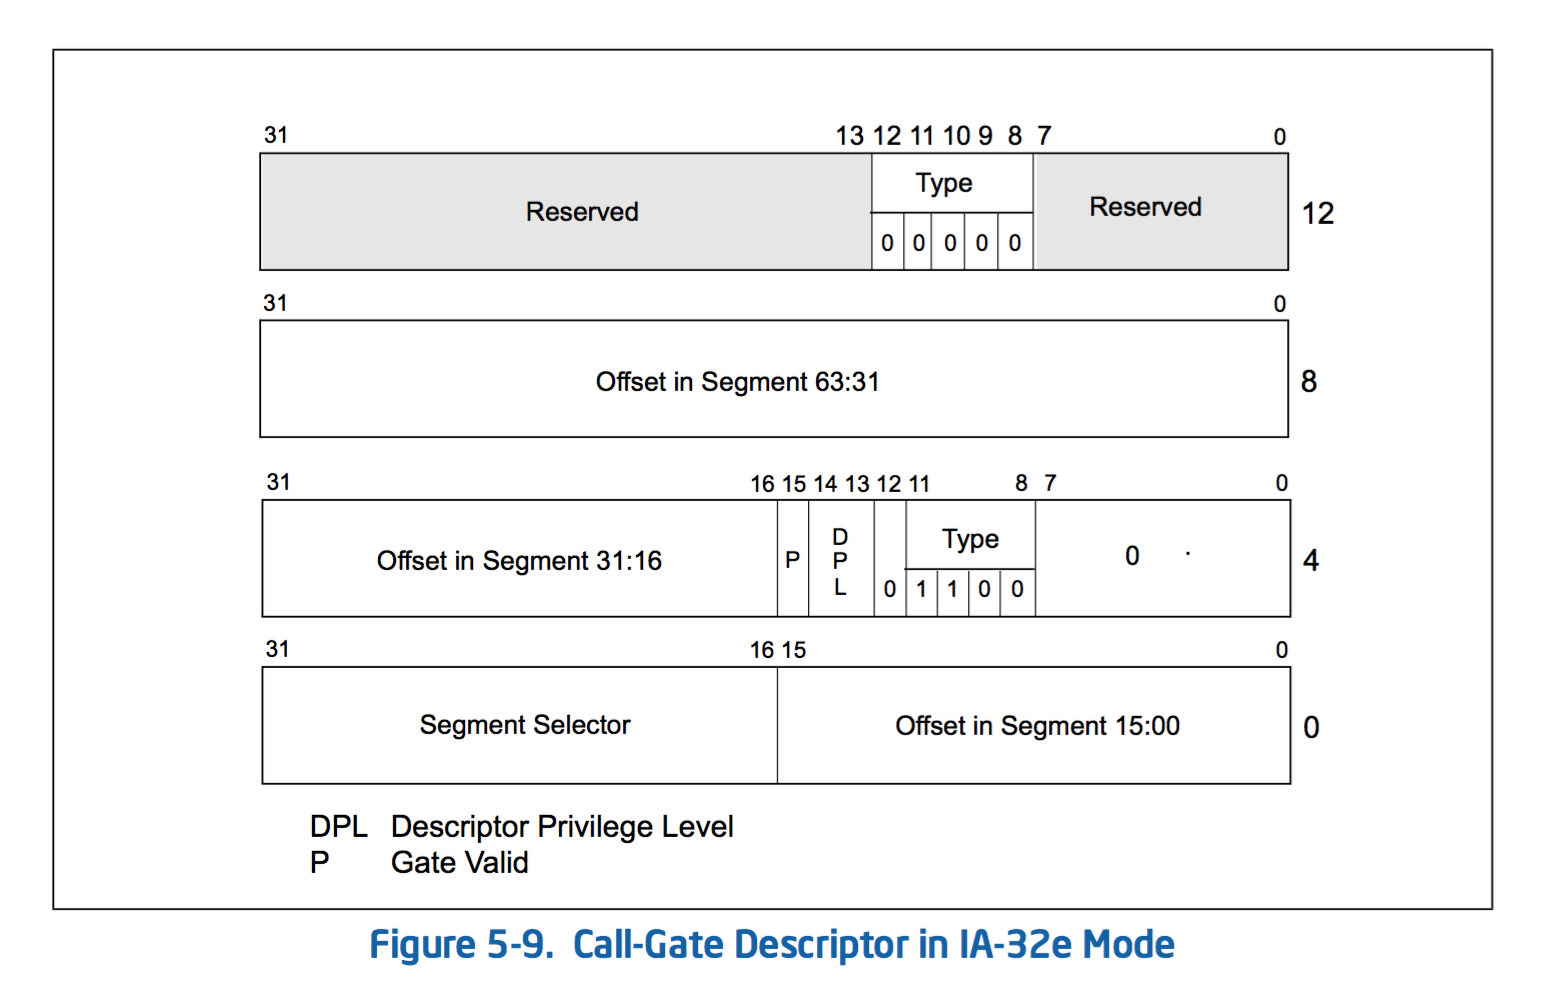 31 13 12 11 10 9 8 7 0
Type
Reserved Reserved 12
0 0 0 0 0
31 0
Offset in Segment 63:31 8
31 16 15 14 13 12 11 8 7 0
Offset in Segment 31:16 P D P L Type 0 . 4
0 1 1 0 0
31 16 15 0
Segment Selector Offset in Segment 15:00 0
DPL Descriptor Privilege Level
P Gate Valid
Figure 5-9. Call-Gate Descriptor in IA-32e Mode